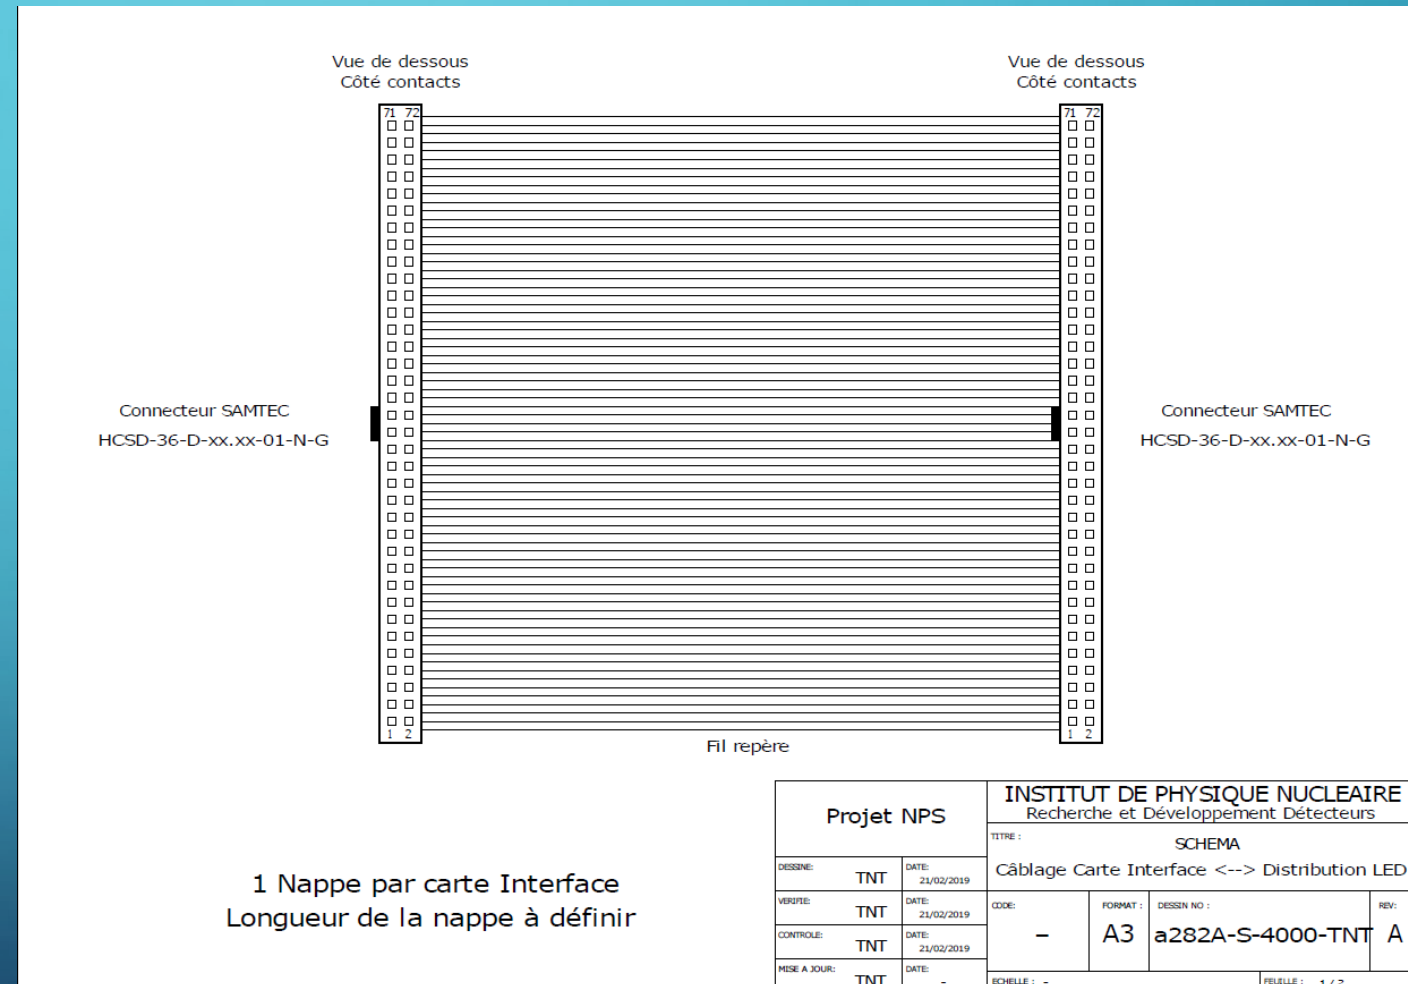 Vue de dessous
Côté contacts
Vue de dessous
Côté contacts
71 72
71 72
Connecteur SAMTEC
HCSD-36-D-xx.xx-01-N-G
Connecteur SAMTEC
HCSD-36-D-xx.xx-01-N-G
1 2
1 2
Fil repère
1 Nappe par carte Interface
Longueur de la nappe à définir
Projet NPS
INSTITUT DE PHYSIQUE NUCLEAIRE
Recherche et Développement Détecteurs
TITRE :
SCHEMA
Câblage Carte Interface <--> Distribution LED
DESSINE:
TNT
DATE:
21/02/2019
VERIFIE:
TNT
DATE:
21/02/2019
CONTROLE:
TNT
DATE:
21/02/2019
MISE A JOUR:
TNT
DATE:
-
CODE:
-
FORMAT :
A3
DESSIN NO :
a282A-S-4000-TNT
REV:
A
ECHELLE : -
FEUILLE : 1/2